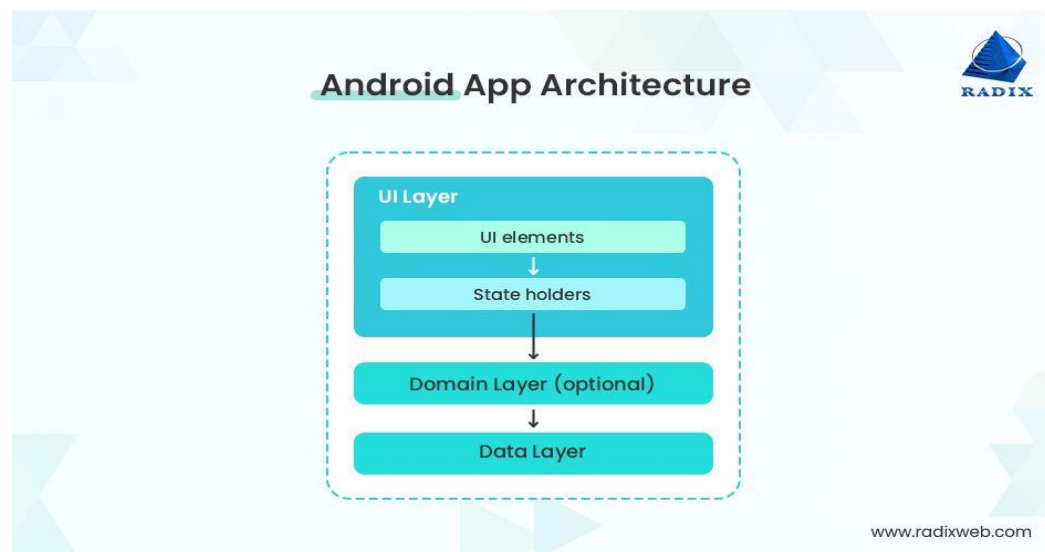 Android App Architecture
RADIX
UI Layer
UI elements
State holders
Domain Layer (optional)
Data Layer
www.radixweb.com